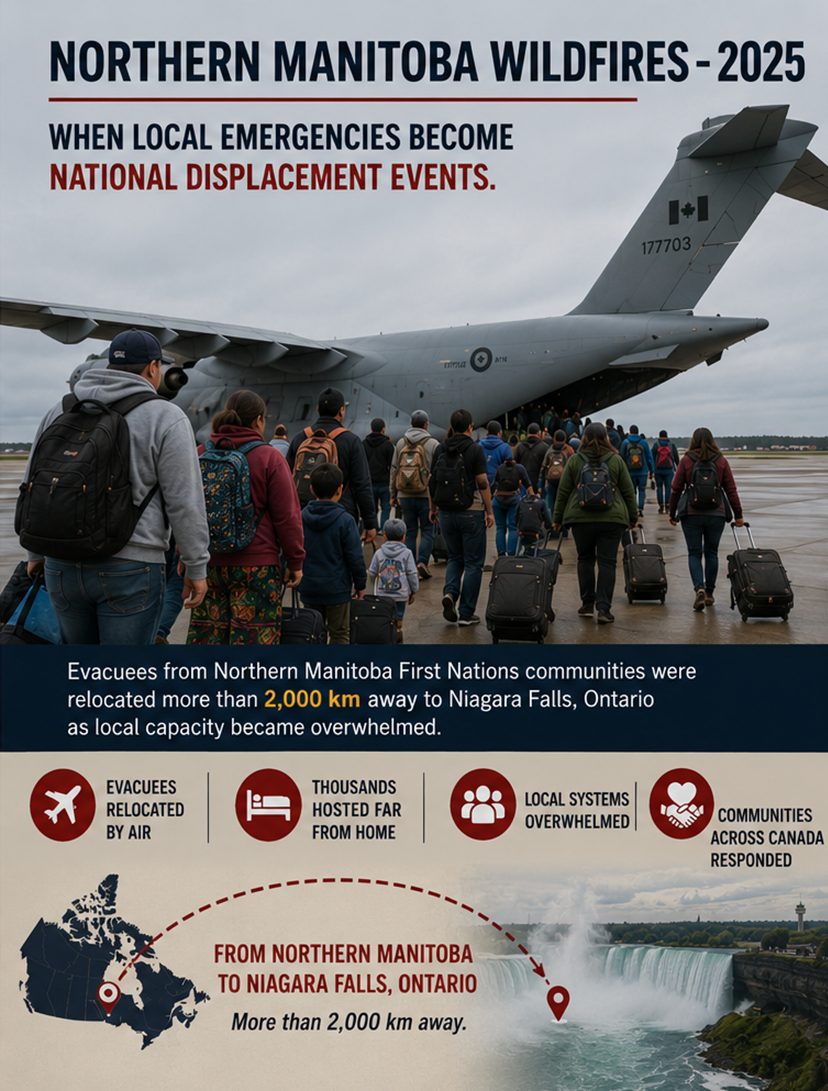 NORTHERN MANITOBA WILDFIRES - 2025
WHEN LOCAL EMERGENCIES BECOME
NATIONAL DISPLACEMENT EVENTS.
177703
Evacuees from Northern Manitoba First Nations communities were
relocated more than 2,000 km away to Niagara Falls, Ontario
as local capacity became overwhelmed.
EVACUEES
RELOCATED
BY AIR
THOUSANDS
HOSTED FAR
FROM HOME
LOCAL SYSTEMS
OVERWHELMED
COMMUNITIES
ACROSS CANADA
RESPONDED
FROM NORTHERN MANITOBA
TO NIAGARA FALLS, ONTARIO
More than 2,000 km away.